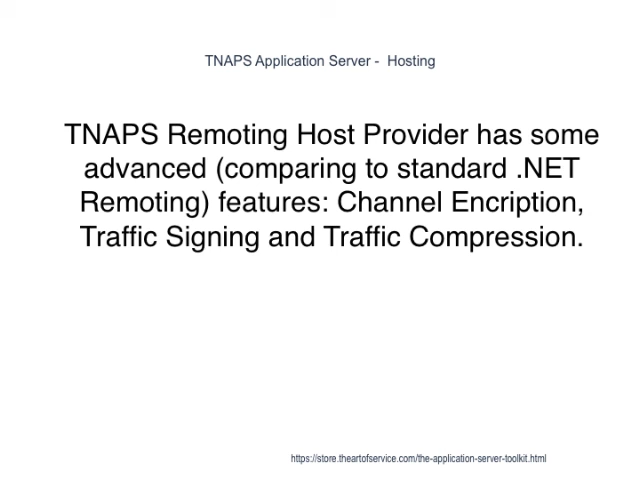 TNAPS Application Server -  Hosting
TNAPS Remoting Host Provider has some
advanced (comparing to standard .NET
Remoting) features: Channel Encription,
Traffic Signing and Traffic Compression.
https://store.theartofservice.com/the-application-server-toolkit.html